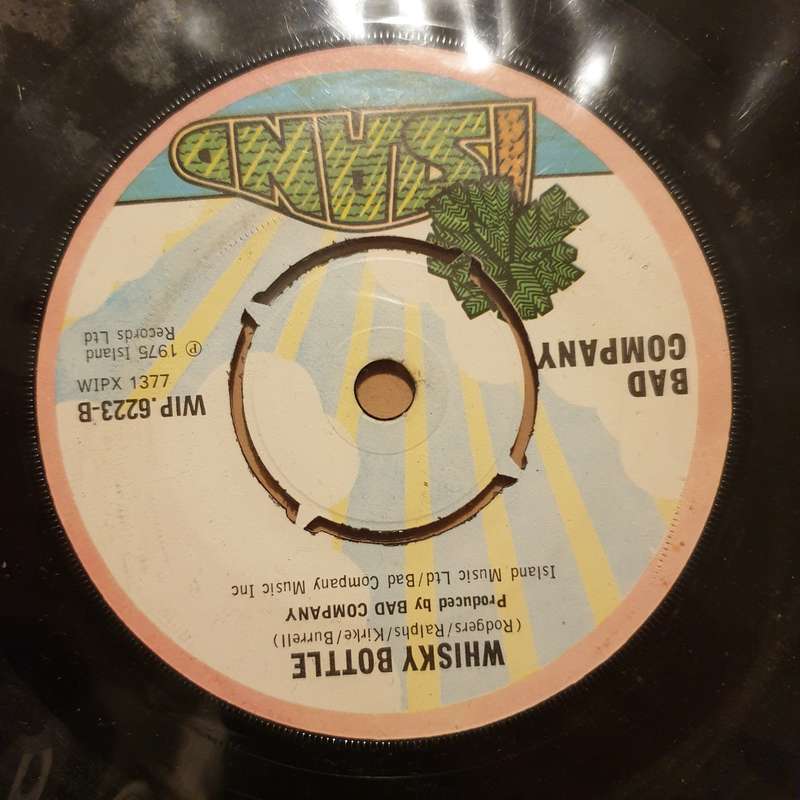 ISLAND
BAD
COMPANY
WIP.6223-B
WIPX 1377
℗ 1975 Island
Records Ltd
WHISKY BOTTLE
(Rodgers/Ralphs/Kirke/Burrell)
Produced by BAD COMPANY
Island Music Ltd/Bad Company Music Inc